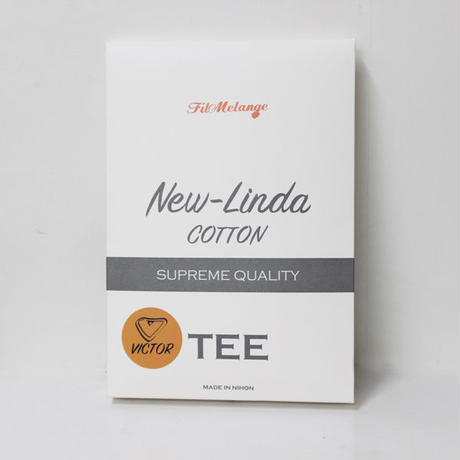 FilMelange
New-Linda
COTTON
SUPREME QUALITY
VICTOR
TEE
MADE IN NIHON